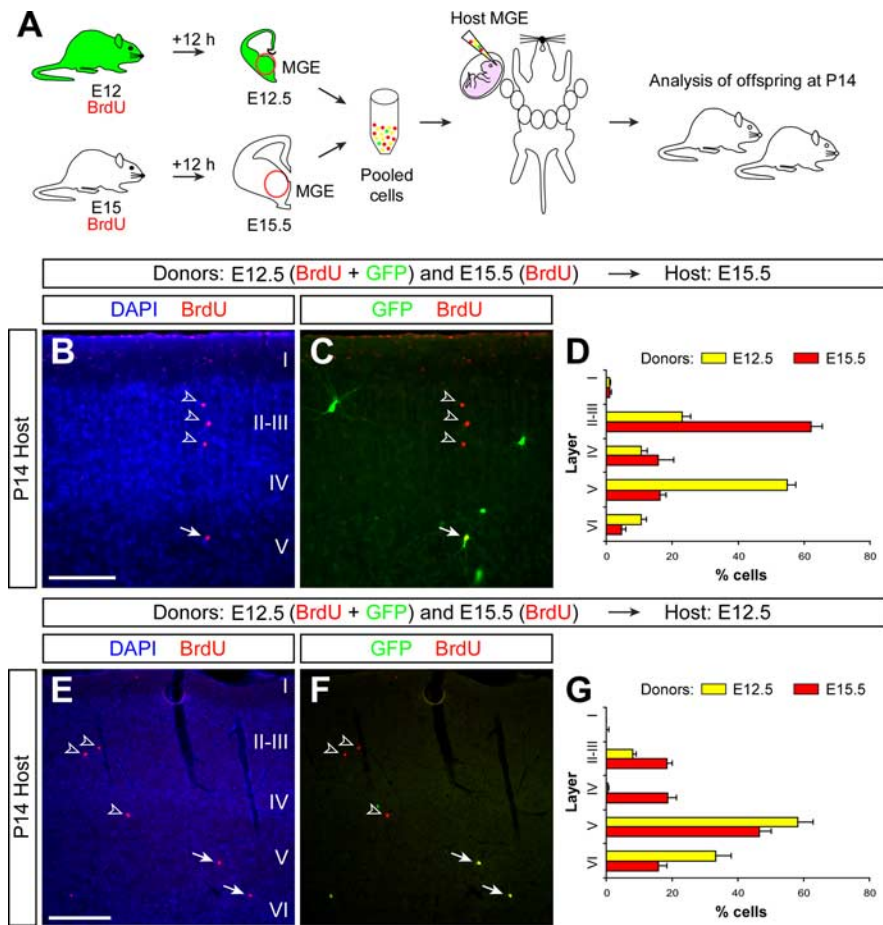 A
+12 h
Host MGE
MGE
E12
BrdU
E12.5
Analysis of offspring at P14
+12 h
MGE
Pooled
cells
E15
BrdU
E15.5
Donors: E12.5 (BrdU + GFP) and E15.5 (BrdU) → Host: E15.5
DAPI BrdU
GFP BrdU
P14 Host
B
I
II-III
IV
V
C
D
Donors: E12.5 E15.5
Layer
I
II-III
IV
V
VI
0 20 40 60 80
% cells
Donors: E12.5 (BrdU + GFP) and E15.5 (BrdU) → Host: E12.5
DAPI BrdU
GFP BrdU
P14 Host
E
I
II-III
IV
V
VI
F
G
Donors: E12.5 E15.5
Layer
I
II-III
IV
V
VI
0 20 40 60 80
% cells